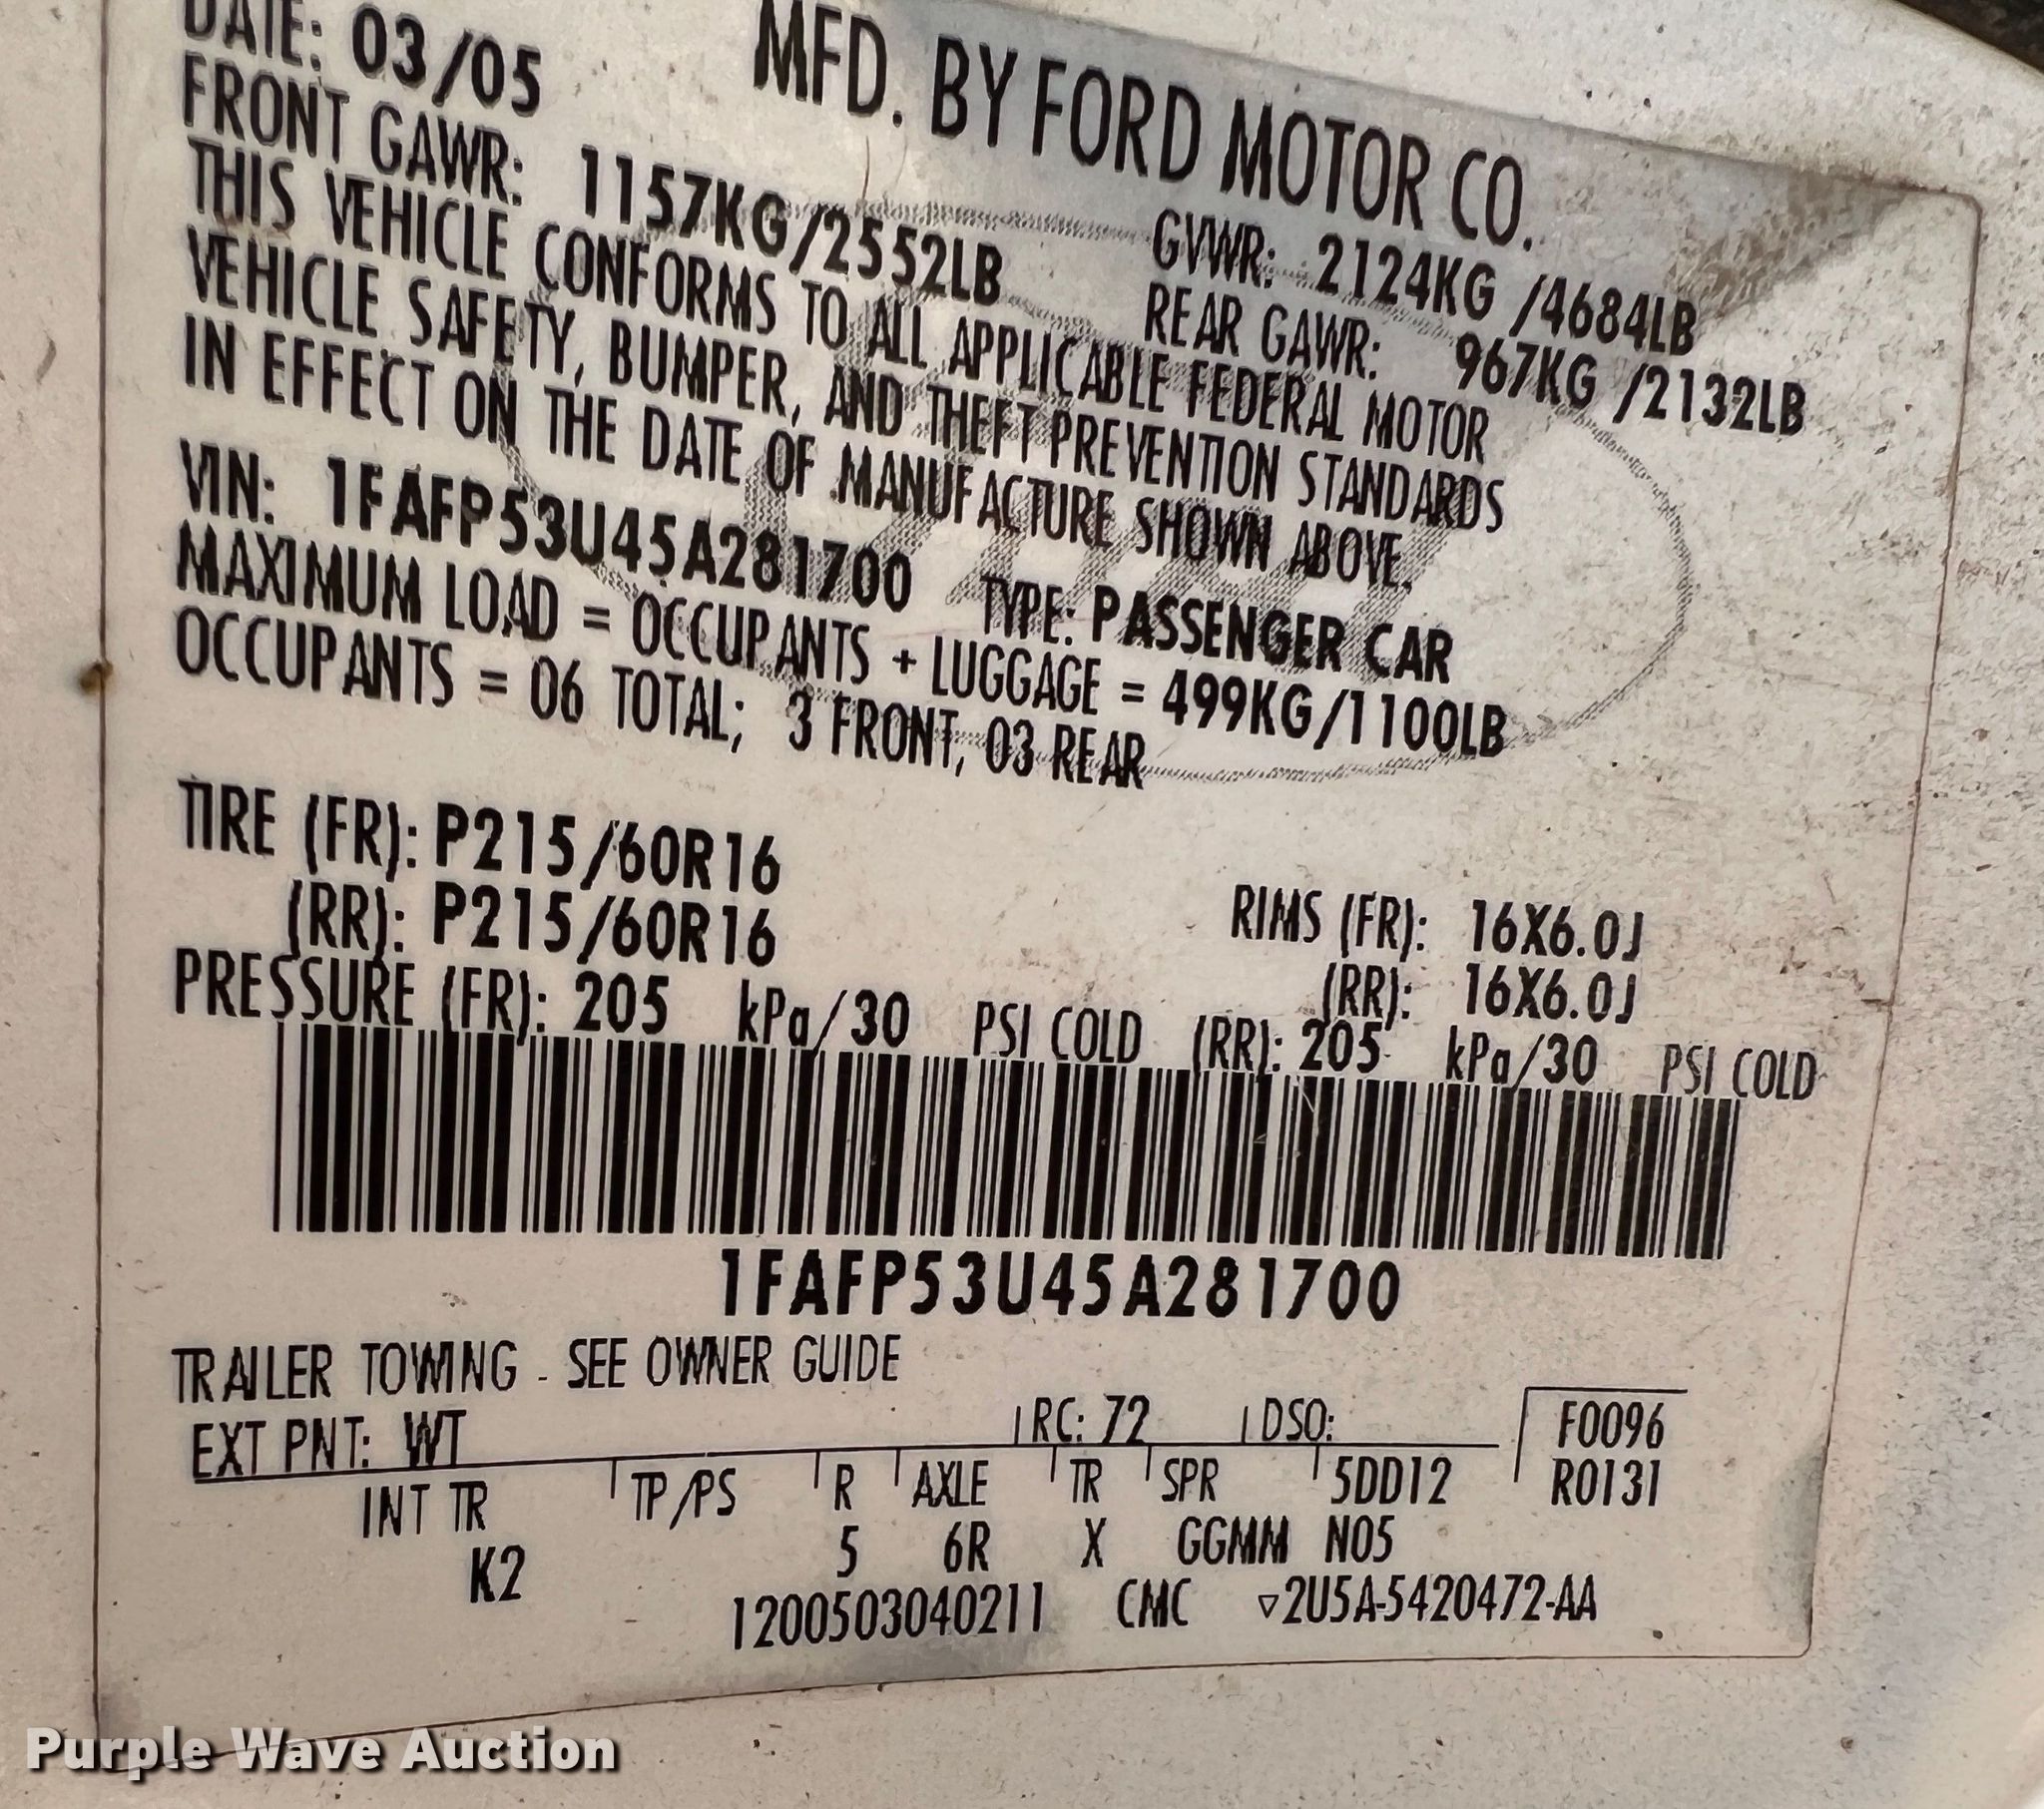 DATE: 03/05
MFD. BY FORD MOTOR CO.
FRONT GAWR: 1157KG/2552LB
GVWR: 2124KG /4684LB
REAR GAWR: 967KG /2132LB
THIS VEHICLE CONFORMS TO ALL APPLICABLE FEDERAL MOTOR
VEHICLE SAFETY, BUMPER, AND THEFT PREVENTION STANDARDS
IN EFFECT ON THE DATE OF MANUFACTURE SHOWN ABOVE.
VIN: 1FAFP53U45A281700 TYPE: PASSENGER CAR
MAXIMUM LOAD = OCCUPANTS + LUGGAGE = 499KG/1100LB
OCCUPANTS = 06 TOTAL; 3 FRONT, 03 REAR
TIRE (FR): P215/60R16 RIMS (FR): 16X6.0J
(RR): P215/60R16 (RR): 16X6.0J
PRESSURE (FR): 205 kPa/30 PSI COLD (RR): 205 kPa/30 PSI COLD
1FAFP53U45A281700
TRAILER TOWING - SEE OWNER GUIDE
EXT PNT: WT RC: 72 DSO: F0096
INT TR TP/PS R AXLE TR SPR 5DD12 R0131
K2 5 6R X GGMM N05
1200503040211 CMC ▽2U5A-5420472-AA
Purple Wave Auction